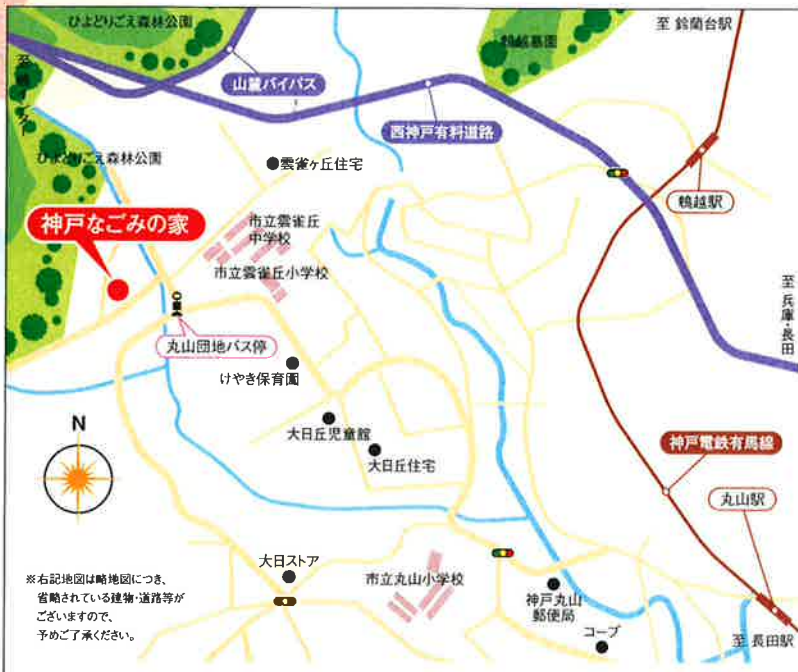 ひよどりごえ森林公園
鵯越墓園
至 鈴蘭台駅
山麓バイパス
西神戸有料道路
ひよどりごえ森林公園
雲雀ヶ丘住宅
鵯越駅
神戸なごみの家
市立雲雀丘
中学校
市立雲雀丘小学校
至 兵庫・長田
丸山団地バス停
けやき保育園
大日丘児童館
大日丘住宅
N
神戸電鉄有馬線
丸山駅
大日ストア
市立丸山小学校
神戸丸山
郵便局
コープ
至 長田駅
※右記地図は略地図につき、
省略されている建物・道路等が
ございますので、
予めご了承ください。